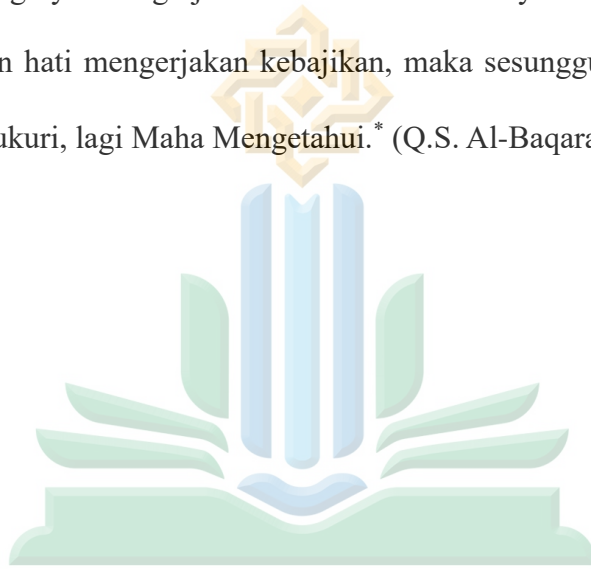 n hati mengerjakan kebajikan, maka sesunggu
ukuri, lagi Maha Mengetahui.* (Q.S. Al-Baqara